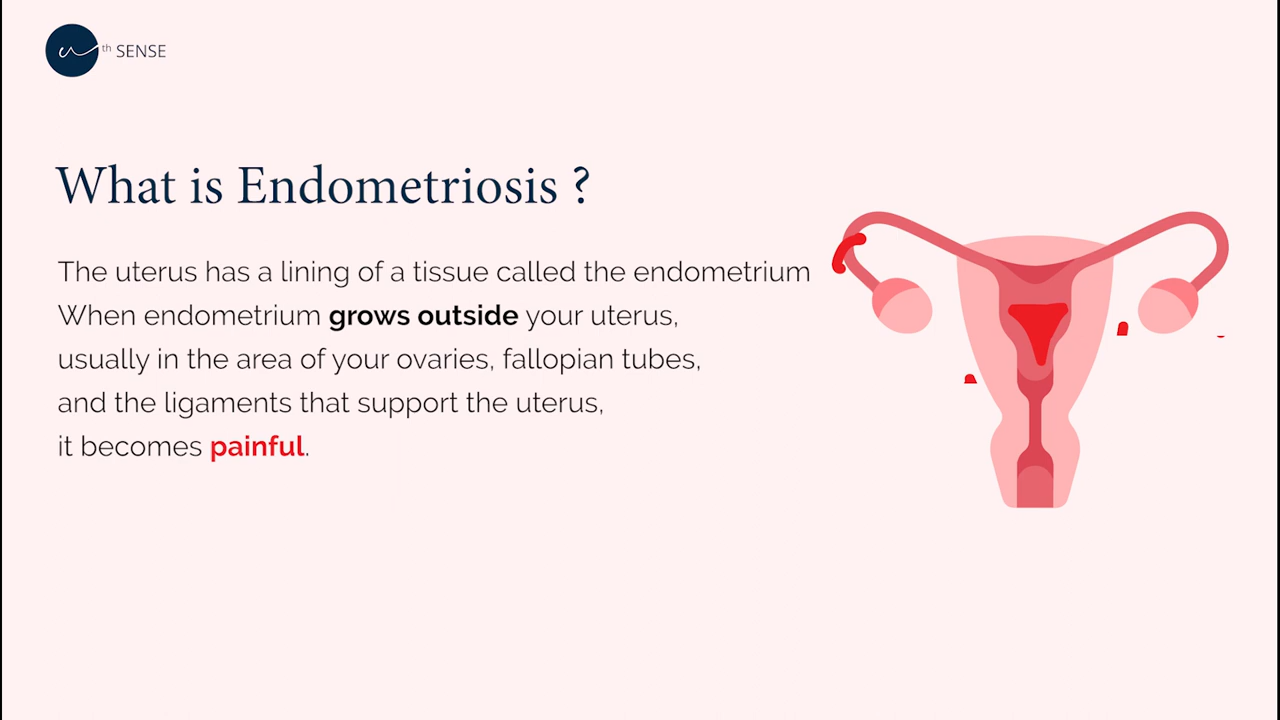 th SENSE
What is Endometriosis ?
The uterus has a lining of a tissue called the endometrium
When endometrium grows outside your uterus,
usually in the area of your ovaries, fallopian tubes,
and the ligaments that support the uterus,
it becomes painful.